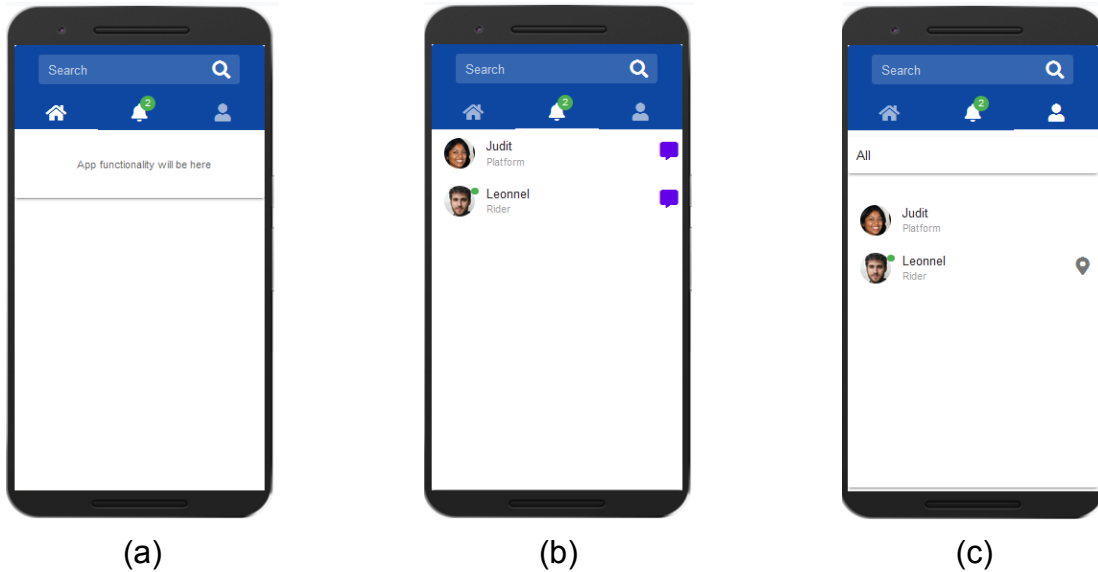 Search
2
App functionality will be here
(a)
Search
2
Judit
Platform
Leonnel
Rider
(b)
Search
2
All
Judit
Platform
Leonnel
Rider
(c)